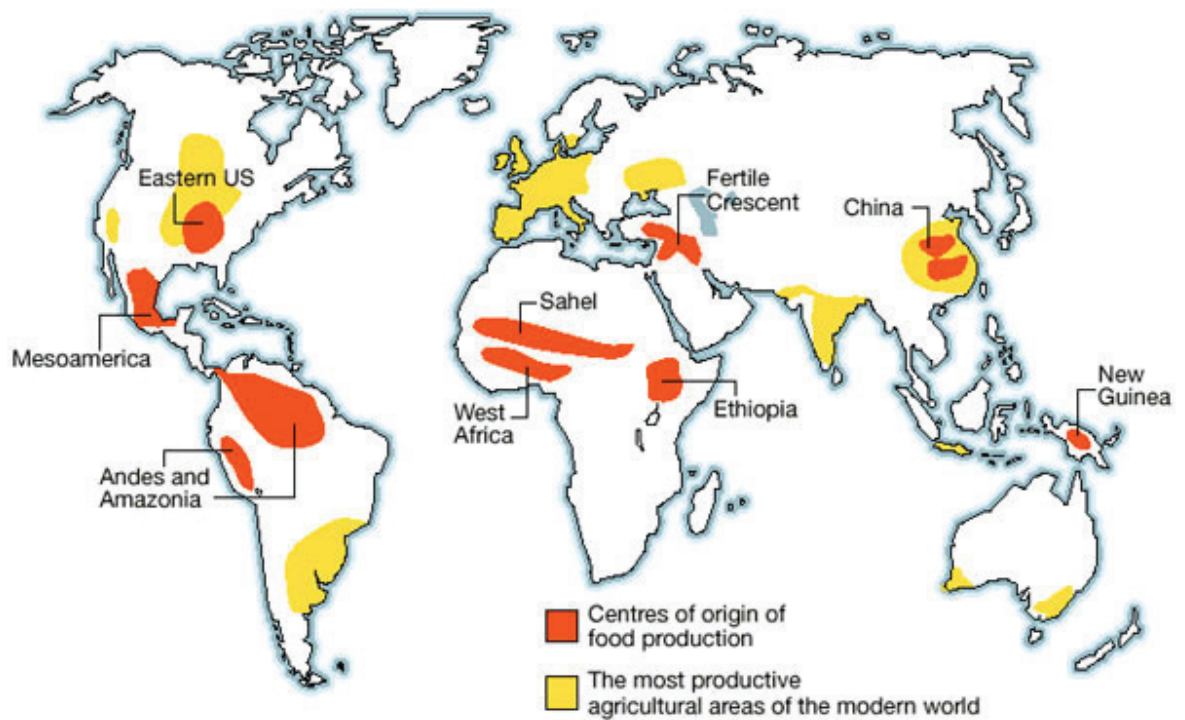 Eastern US
Fertile
Crescent
China
Sahel
Mesoamerica
New
Guinea
West
Africa
Ethiopia
Andes and
Amazonia
Centres of origin of
food production
The most productive
agricultural areas of the modern world